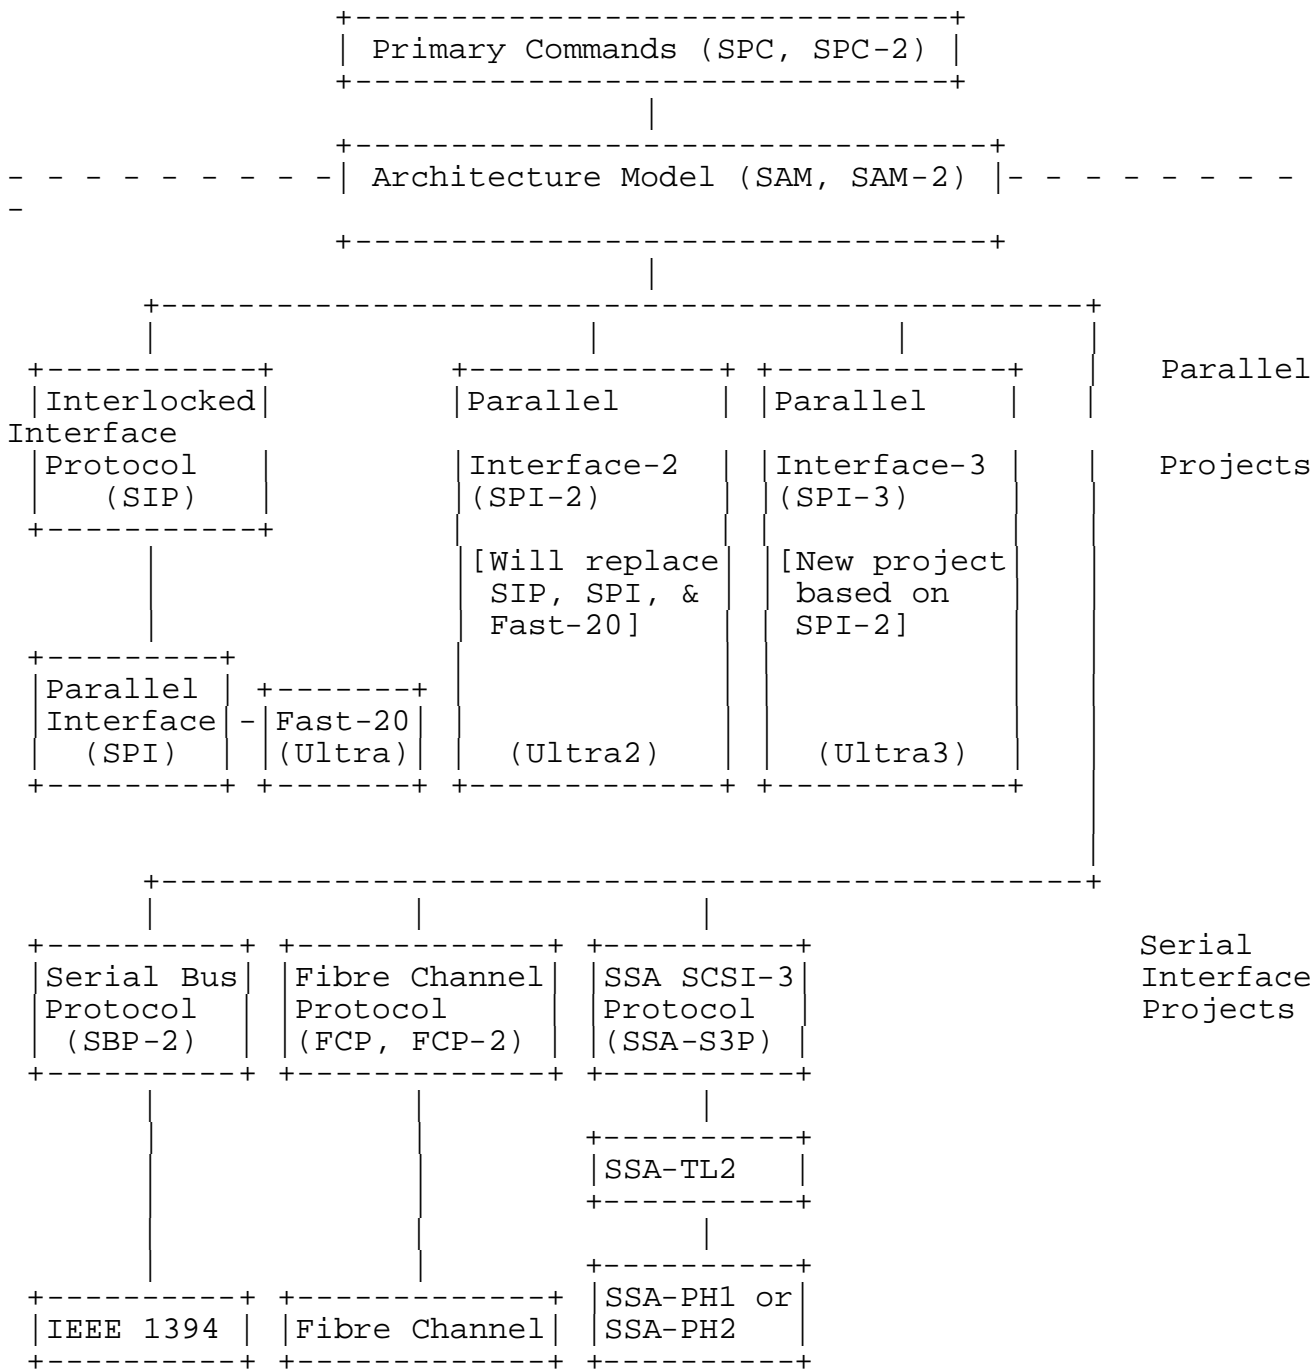 +-------------------------------+
| Primary Commands (SPC, SPC-2) |
+-------------------------------+
|
+---------------------------------+
- - - - - - - - -| Architecture Model (SAM, SAM-2) |- - - - - - - -
-
+---------------------------------+
|
+-------------------------------------------------+
| | | |
+-----------+ +-------------+ +------------+ | Parallel
|Interlocked| |Parallel | |Parallel | |
Interface
|Protocol | |Interface-2 | |Interface-3 | | Projects
| (SIP) | |(SPI-2) | |(SPI-3) | |
+-----------+ | | | | |
| |[Will replace| |[New project| |
| | SIP, SPI, & | | based on | |
| | Fast-20] | | SPI-2] | |
+---------+ | | | | |
|Parallel | +-------+ | | | | |
|Interface|-|Fast-20| | | | | |
| (SPI) | |(Ultra)| | (Ultra2) | | (Ultra3) | |
+---------+ +-------+ +-------------+ +------------+ |
|
|
+-------------------------------------------------+
| | |
+----------+ +-------------+ +----------+ Serial
|Serial Bus| |Fibre Channel| |SSA SCSI-3| Interface
|Protocol | |Protocol | |Protocol | Projects
| (SBP-2) | |(FCP, FCP-2) | |(SSA-S3P) |
+----------+ +-------------+ +----------+
| | |
| | +----------+
| | |SSA-TL2 |
| | +----------+
| | |
| | +----------+
+----------+ +-------------+ |SSA-PH1 or|
|IEEE 1394 | |Fibre Channel| |SSA-PH2 |
+----------+ +-------------+ +----------+